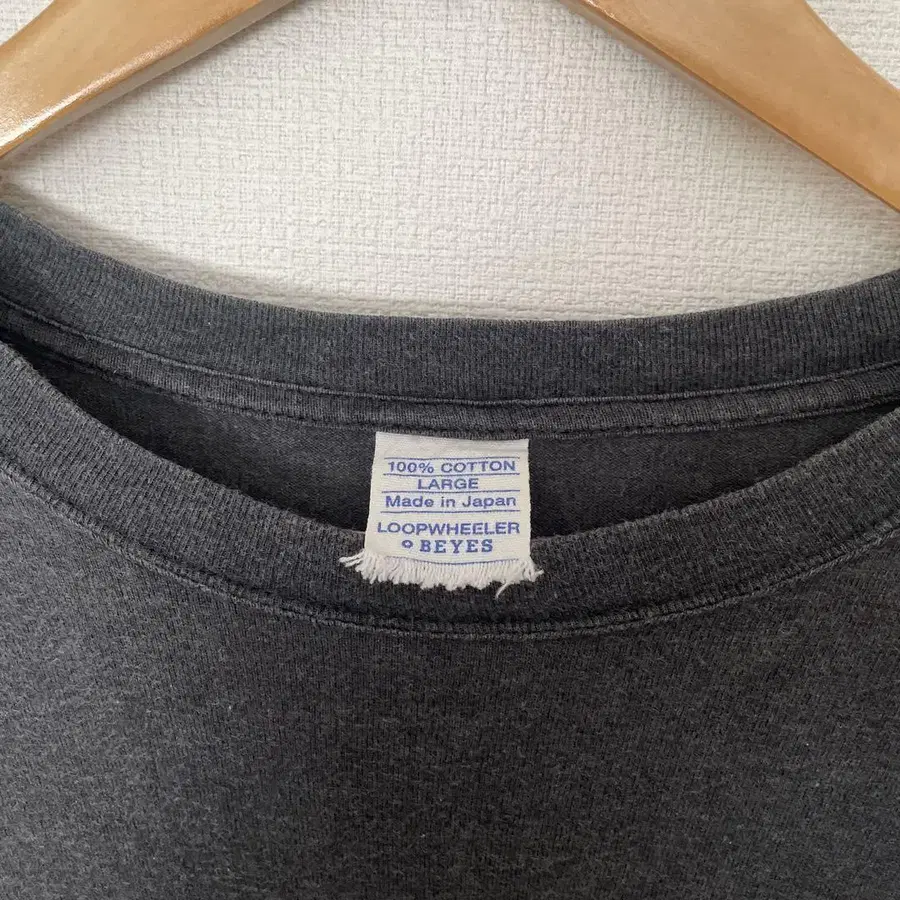 100% COTTON
LARGE
Made in Japan
LOOPWHEELER
BEYES